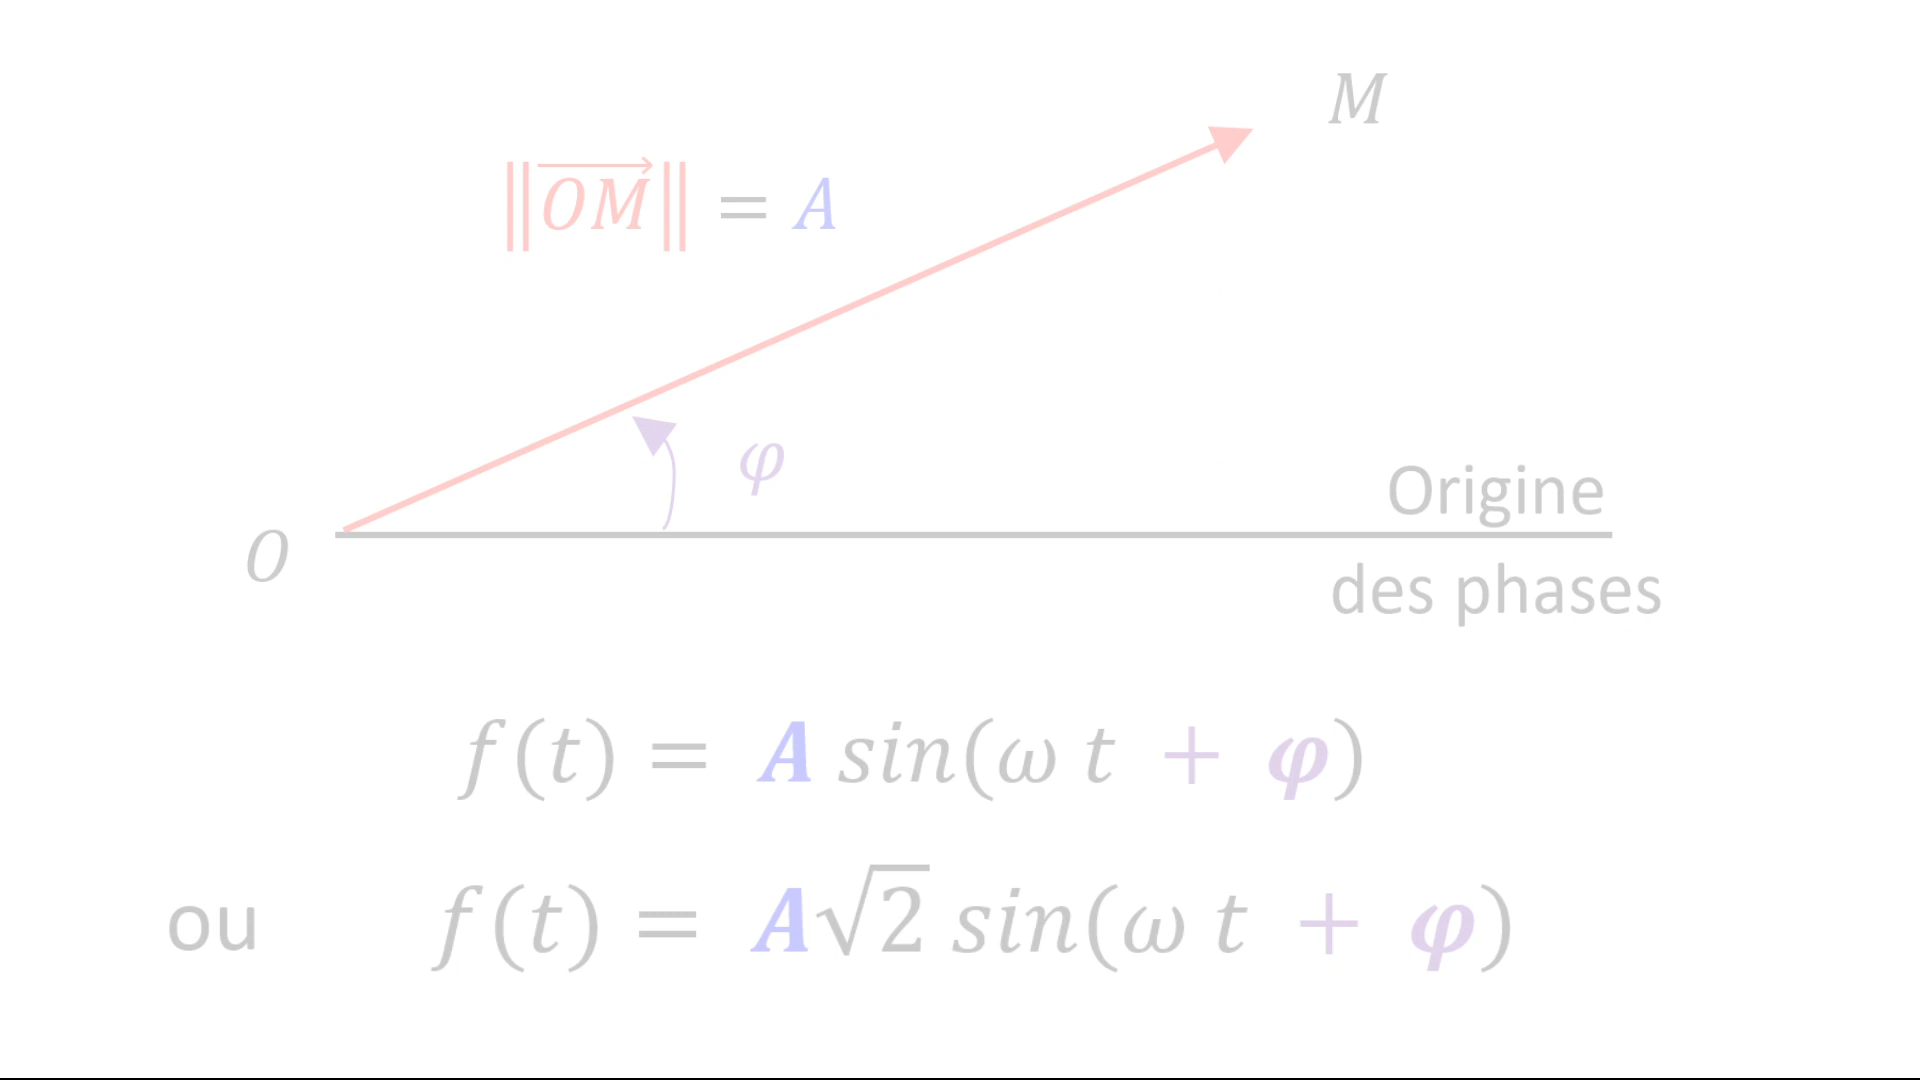 M
‖OM⃗‖ = A
φ
Origine
O
des phases
f(t) = A sin(ω t + φ)
ou f(t) = A√2 sin(ω t + φ)